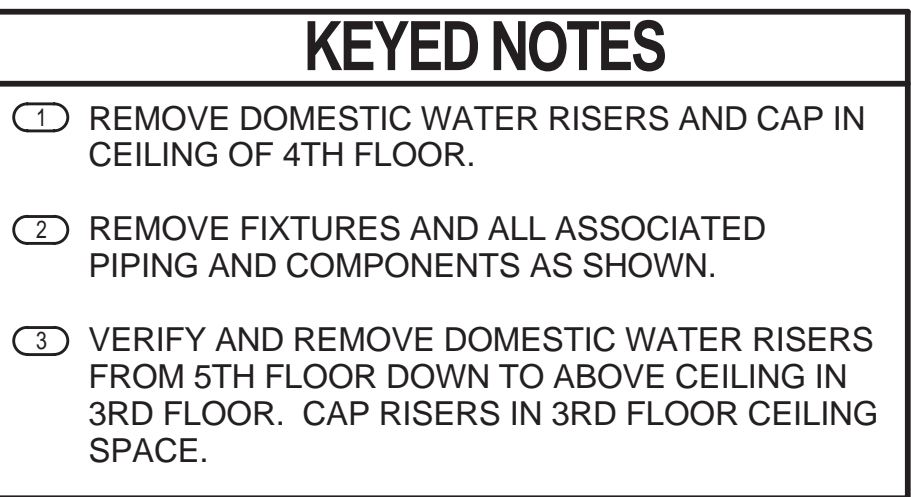 KEYED NOTES
1 REMOVE DOMESTIC WATER RISERS AND CAP IN
CEILING OF 4TH FLOOR.
2 REMOVE FIXTURES AND ALL ASSOCIATED
PIPING AND COMPONENTS AS SHOWN.
3 VERIFY AND REMOVE DOMESTIC WATER RISERS
FROM 5TH FLOOR DOWN TO ABOVE CEILING IN
3RD FLOOR.  CAP RISERS IN 3RD FLOOR CEILING
SPACE.